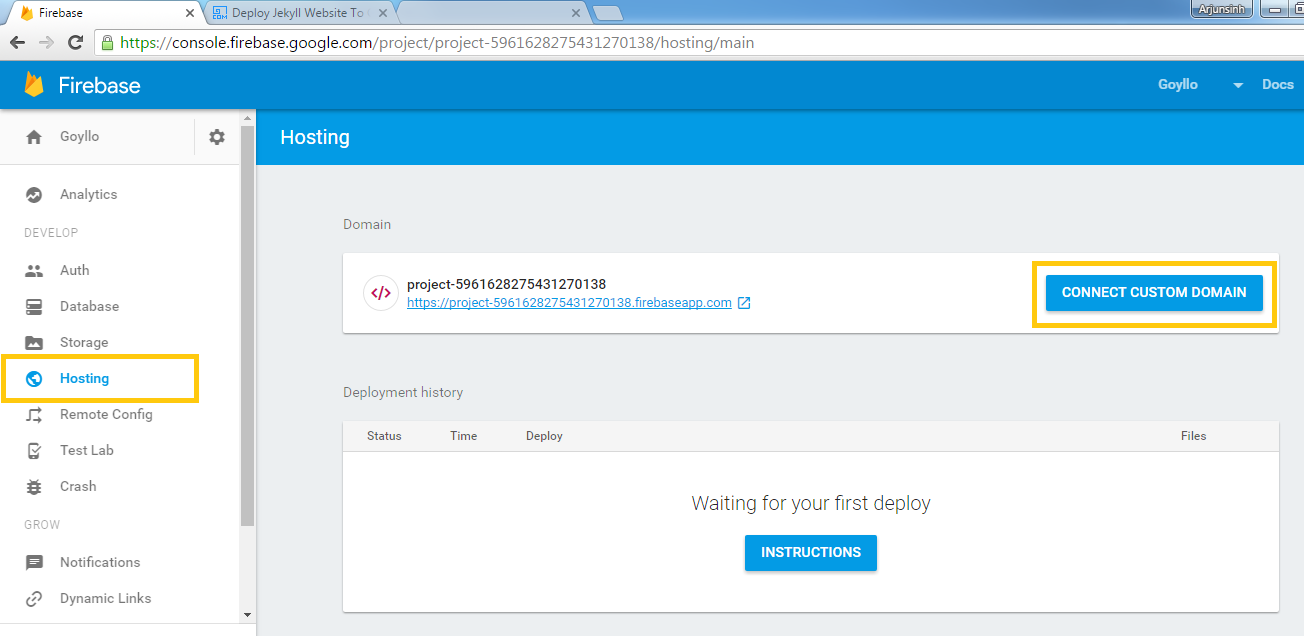 Firebase
Deploy Jekyll Website To
Arjunsinh
https://console.firebase.google.com/project/project-5961628275431270138/hosting/main
Firebase
Goyllo
Docs
Goyllo
Hosting
Analytics
DEVELOP
Auth
Database
Storage
Hosting
Remote Config
Test Lab
Crash
GROW
Notifications
Dynamic Links
Domain
</>
project-5961628275431270138
https://project-5961628275431270138.firebaseapp.com
CONNECT CUSTOM DOMAIN
Deployment history
Status Time Deploy Files
Waiting for your first deploy
INSTRUCTIONS